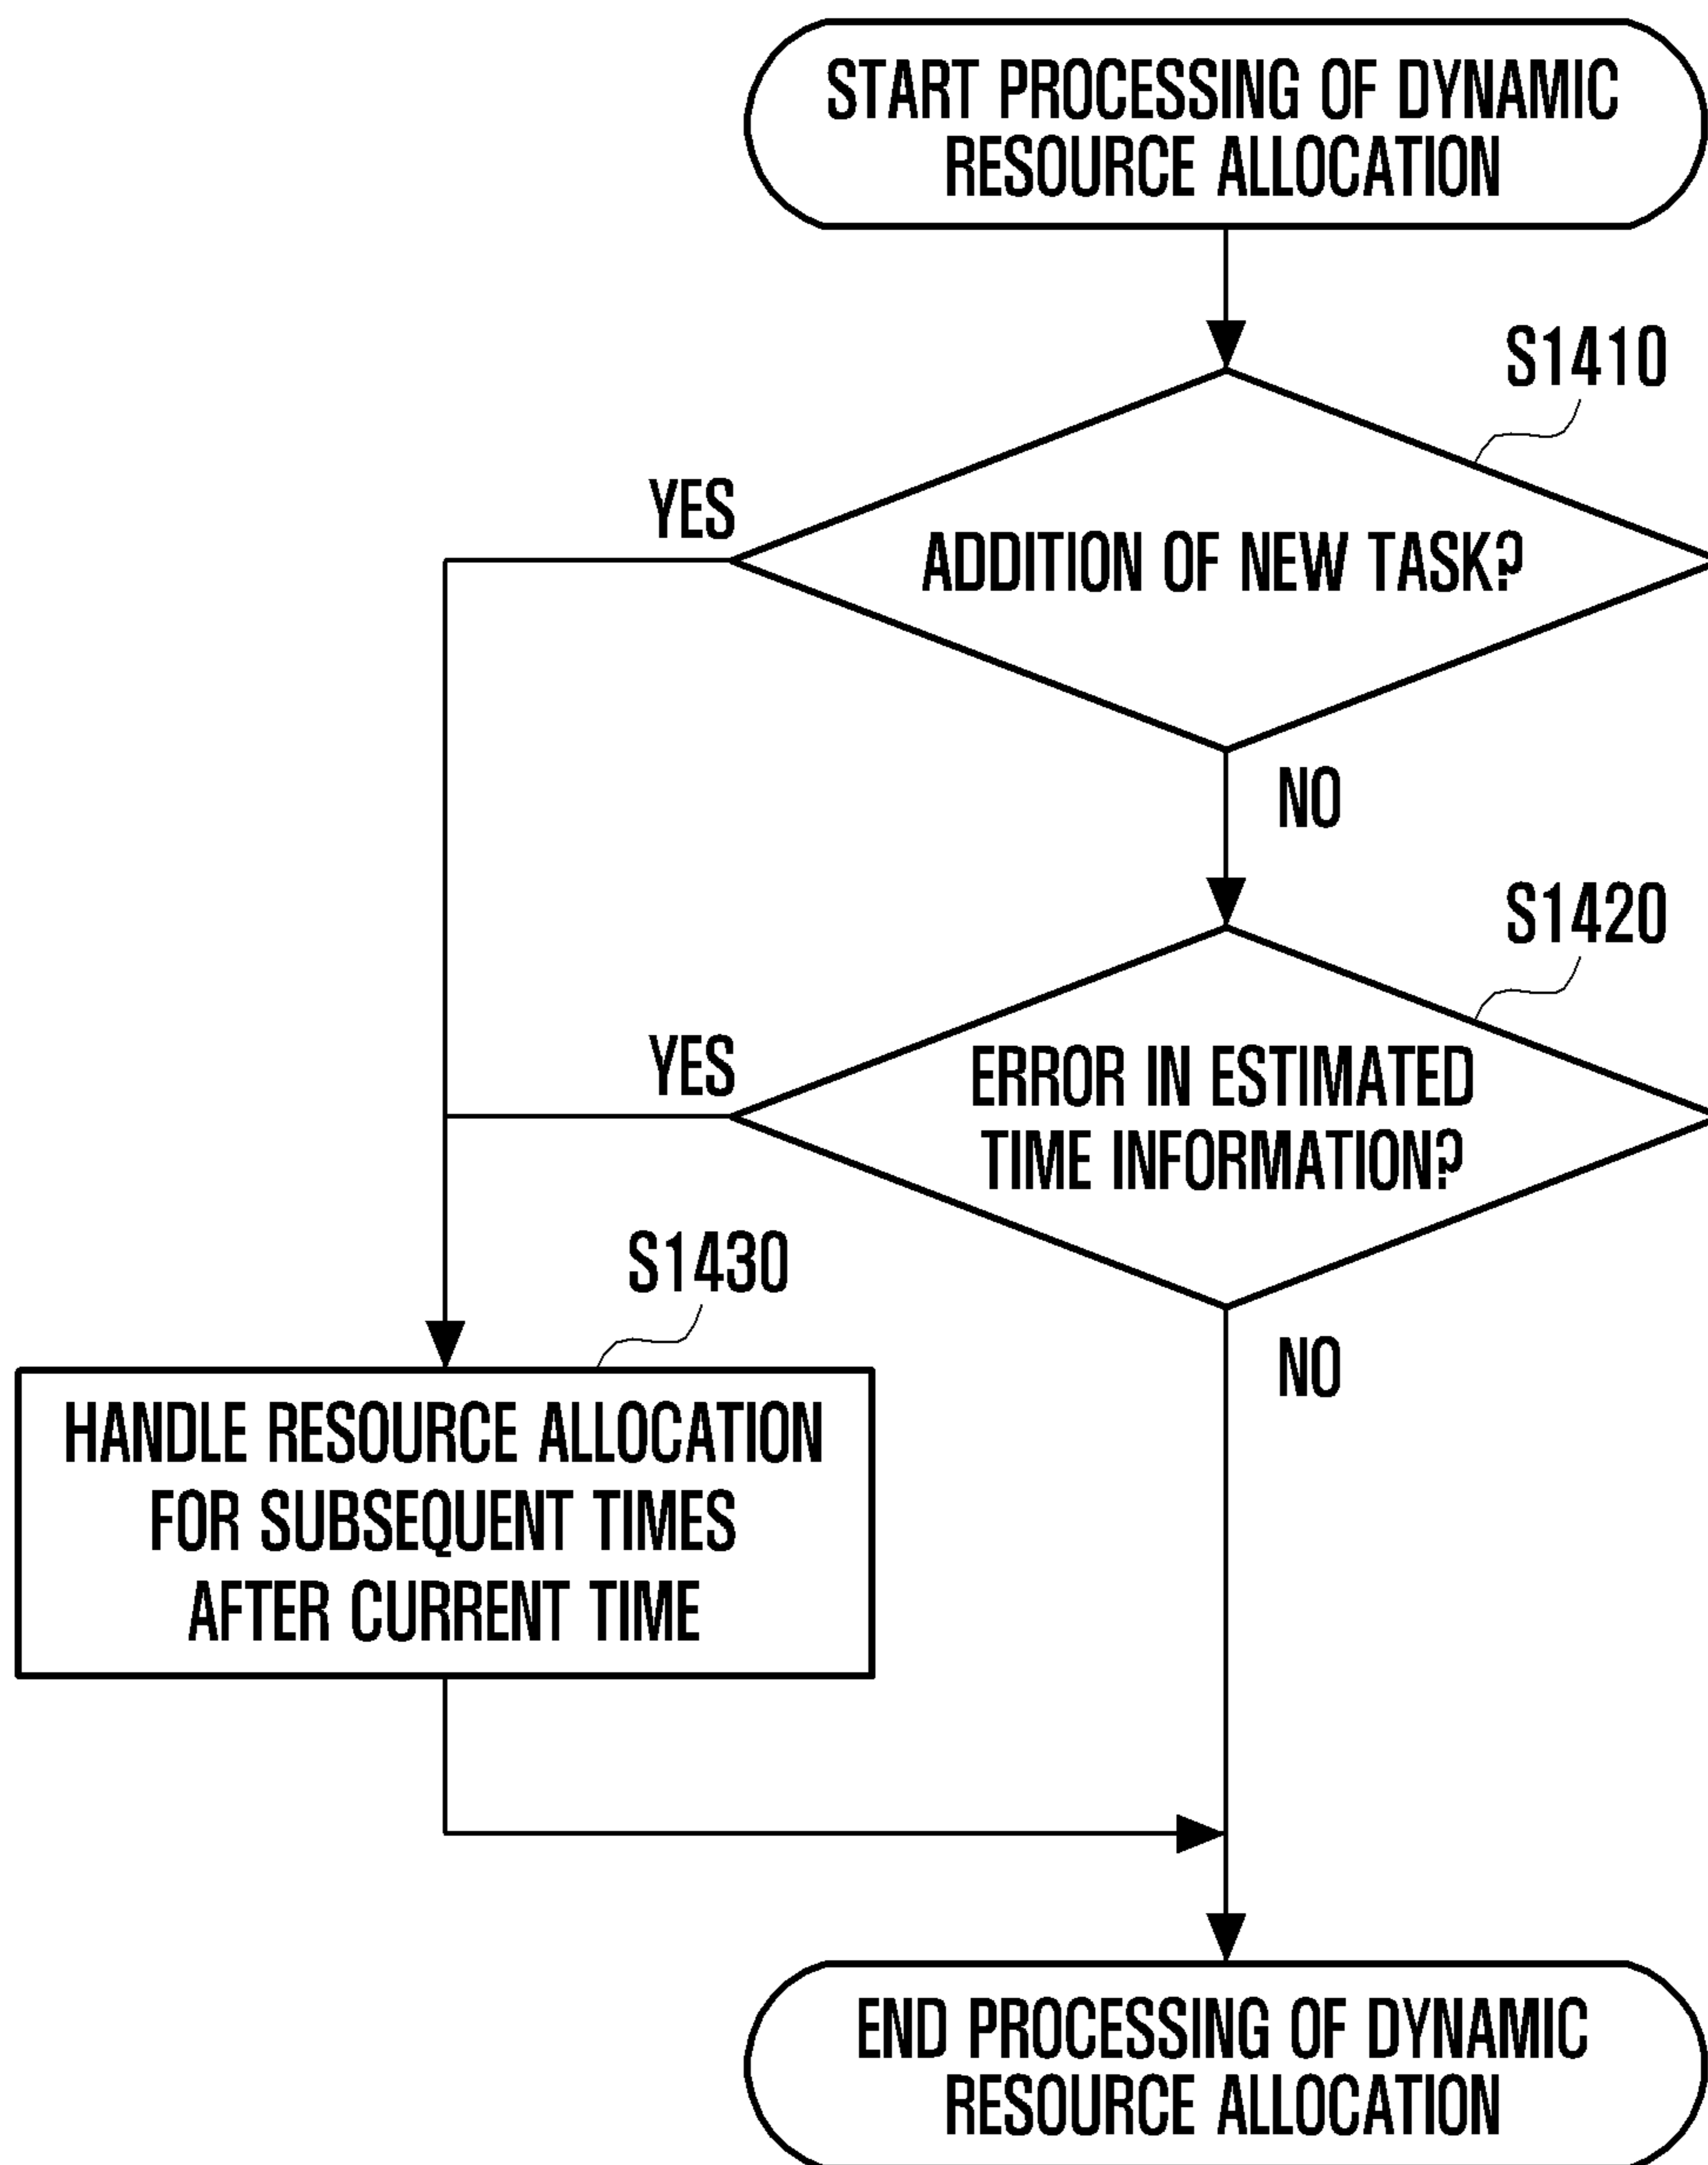 START PROCESSING OF DYNAMIC
RESOURCE ALLOCATION
S1410
YES
ADDITION OF NEW TASK?
NO
S1420
YES
ERROR IN ESTIMATED
TIME INFORMATION?
S1430
NO
HANDLE RESOURCE ALLOCATION
FOR SUBSEQUENT TIMES
AFTER CURRENT TIME
END PROCESSING OF DYNAMIC
RESOURCE ALLOCATION